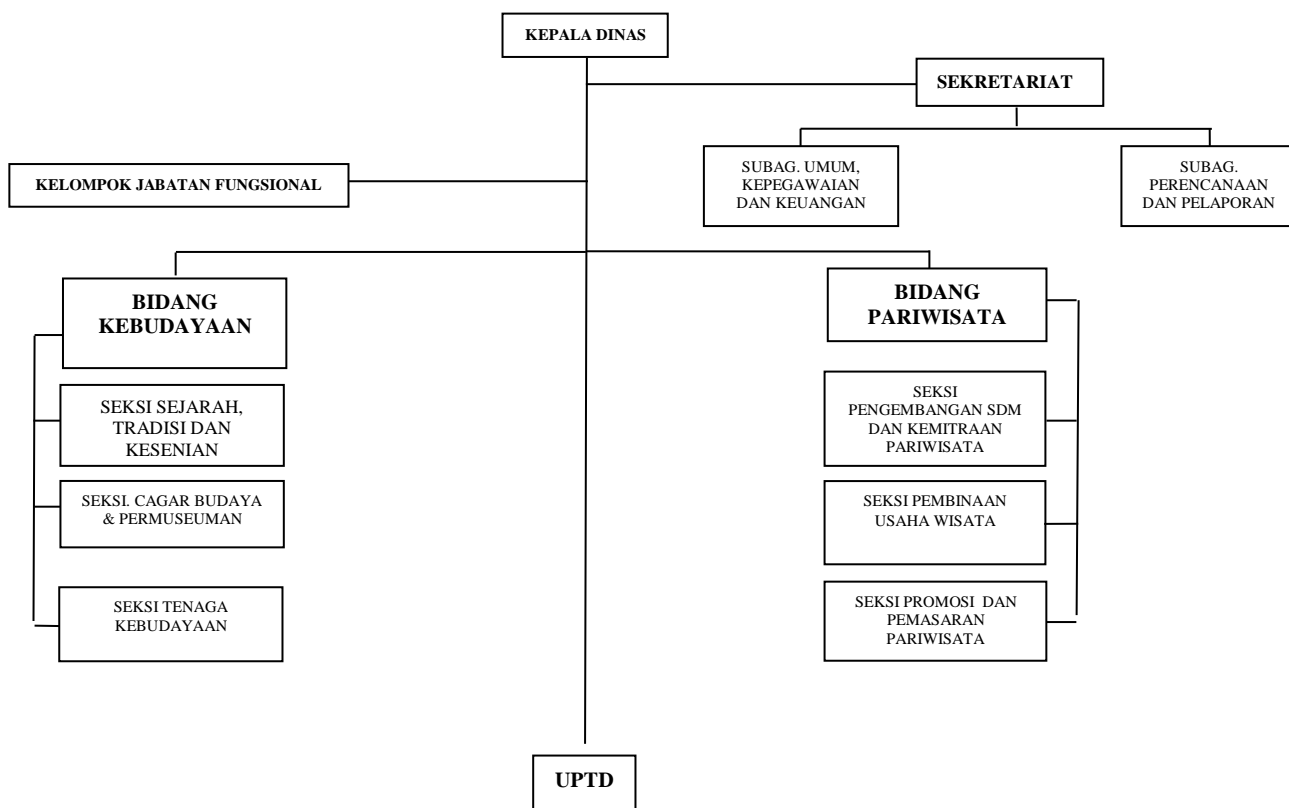 KEPALA DINAS
SEKRETARIAT
KELOMPOK JABATAN FUNGSIONAL
SUBAG. UMUM,
KEPEGAWAIAN
DAN KEUANGAN
SUBAG.
PERENCANAAN
DAN PELAPORAN
BIDANG
KEBUDAYAAN
SEKSI SEJARAH,
TRADISI DAN
KESENIAN
SEKSI. CAGAR BUDAYA
& PERMUSEUMAN
SEKSI TENAGA
KEBUDAYAAN
BIDANG
PARIWISATA
SEKSI
PENGEMBANGAN SDM
DAN KEMITRAAN
PARIWISATA
SEKSI PEMBINAAN
USAHA WISATA
SEKSI PROMOSI DAN
PEMASARAN
PARIWISATA
UPTD